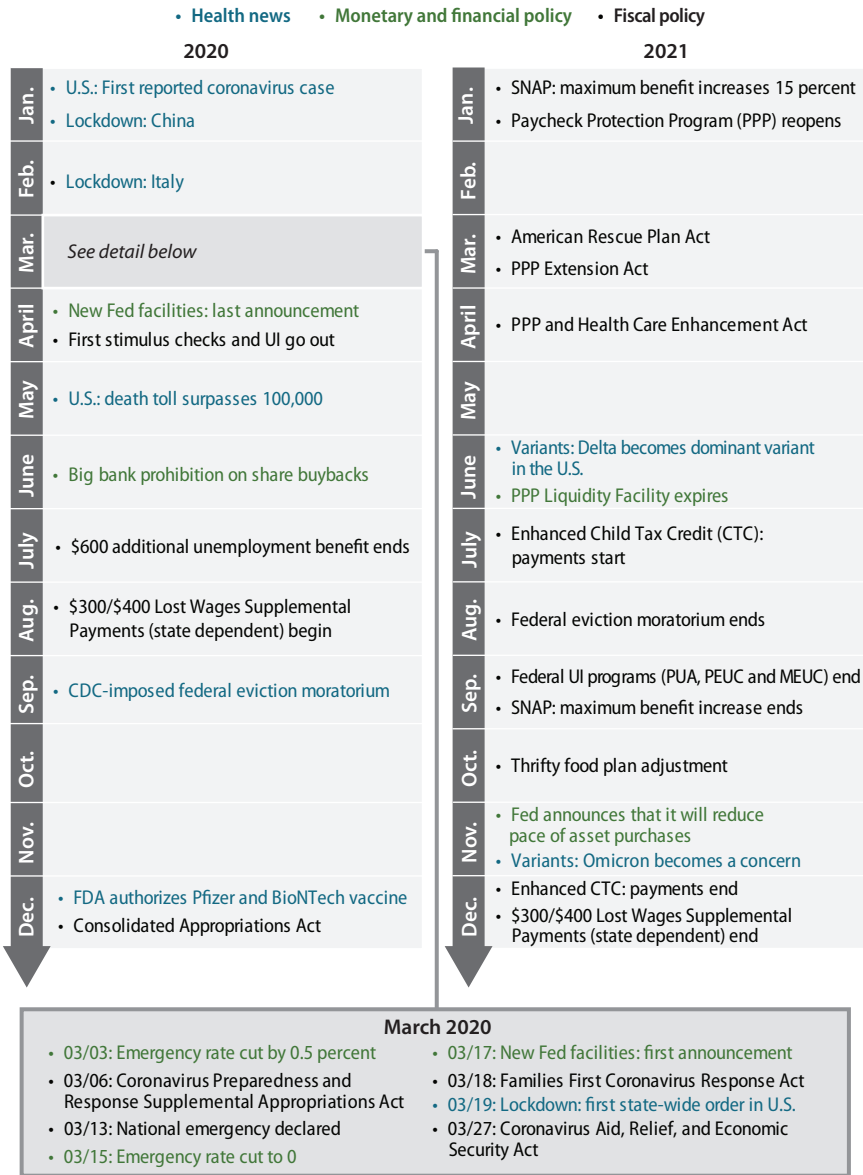 • Health news • Monetary and financial policy • Fiscal policy
2020
Jan.
• U.S.: First reported coronavirus case
• Lockdown: China
Feb.
• Lockdown: Italy
Mar.
See detail below
April
• New Fed facilities: last announcement
• First stimulus checks and UI go out
May
• U.S.: death toll surpasses 100,000
June
• Big bank prohibition on share buybacks
July
• $600 additional unemployment benefit ends
Aug.
• $300/$400 Lost Wages Supplemental
Payments (state dependent) begin
Sep.
• CDC-imposed federal eviction moratorium
Oct.
Nov.
Dec.
• FDA authorizes Pfizer and BioNTech vaccine
• Consolidated Appropriations Act
2021
Jan.
• SNAP: maximum benefit increases 15 percent
• Paycheck Protection Program (PPP) reopens
Feb.
Mar.
• American Rescue Plan Act
• PPP Extension Act
April
• PPP and Health Care Enhancement Act
May
June
• Variants: Delta becomes dominant variant
in the U.S.
• PPP Liquidity Facility expires
July
• Enhanced Child Tax Credit (CTC):
payments start
Aug.
• Federal eviction moratorium ends
Sep.
• Federal UI programs (PUA, PEUC and MEUC) end
• SNAP: maximum benefit increase ends
Oct.
• Thrifty food plan adjustment
Nov.
• Fed announces that it will reduce
pace of asset purchases
• Variants: Omicron becomes a concern
Dec.
• Enhanced CTC: payments end
• $300/$400 Lost Wages Supplemental
Payments (state dependent) end
March 2020
• 03/03: Emergency rate cut by 0.5 percent
• 03/06: Coronavirus Preparedness and
Response Supplemental Appropriations Act
• 03/13: National emergency declared
• 03/15: Emergency rate cut to 0
• 03/17: New Fed facilities: first announcement
• 03/18: Families First Coronavirus Response Act
• 03/19: Lockdown: first state-wide order in U.S.
• 03/27: Coronavirus Aid, Relief, and Economic
Security Act